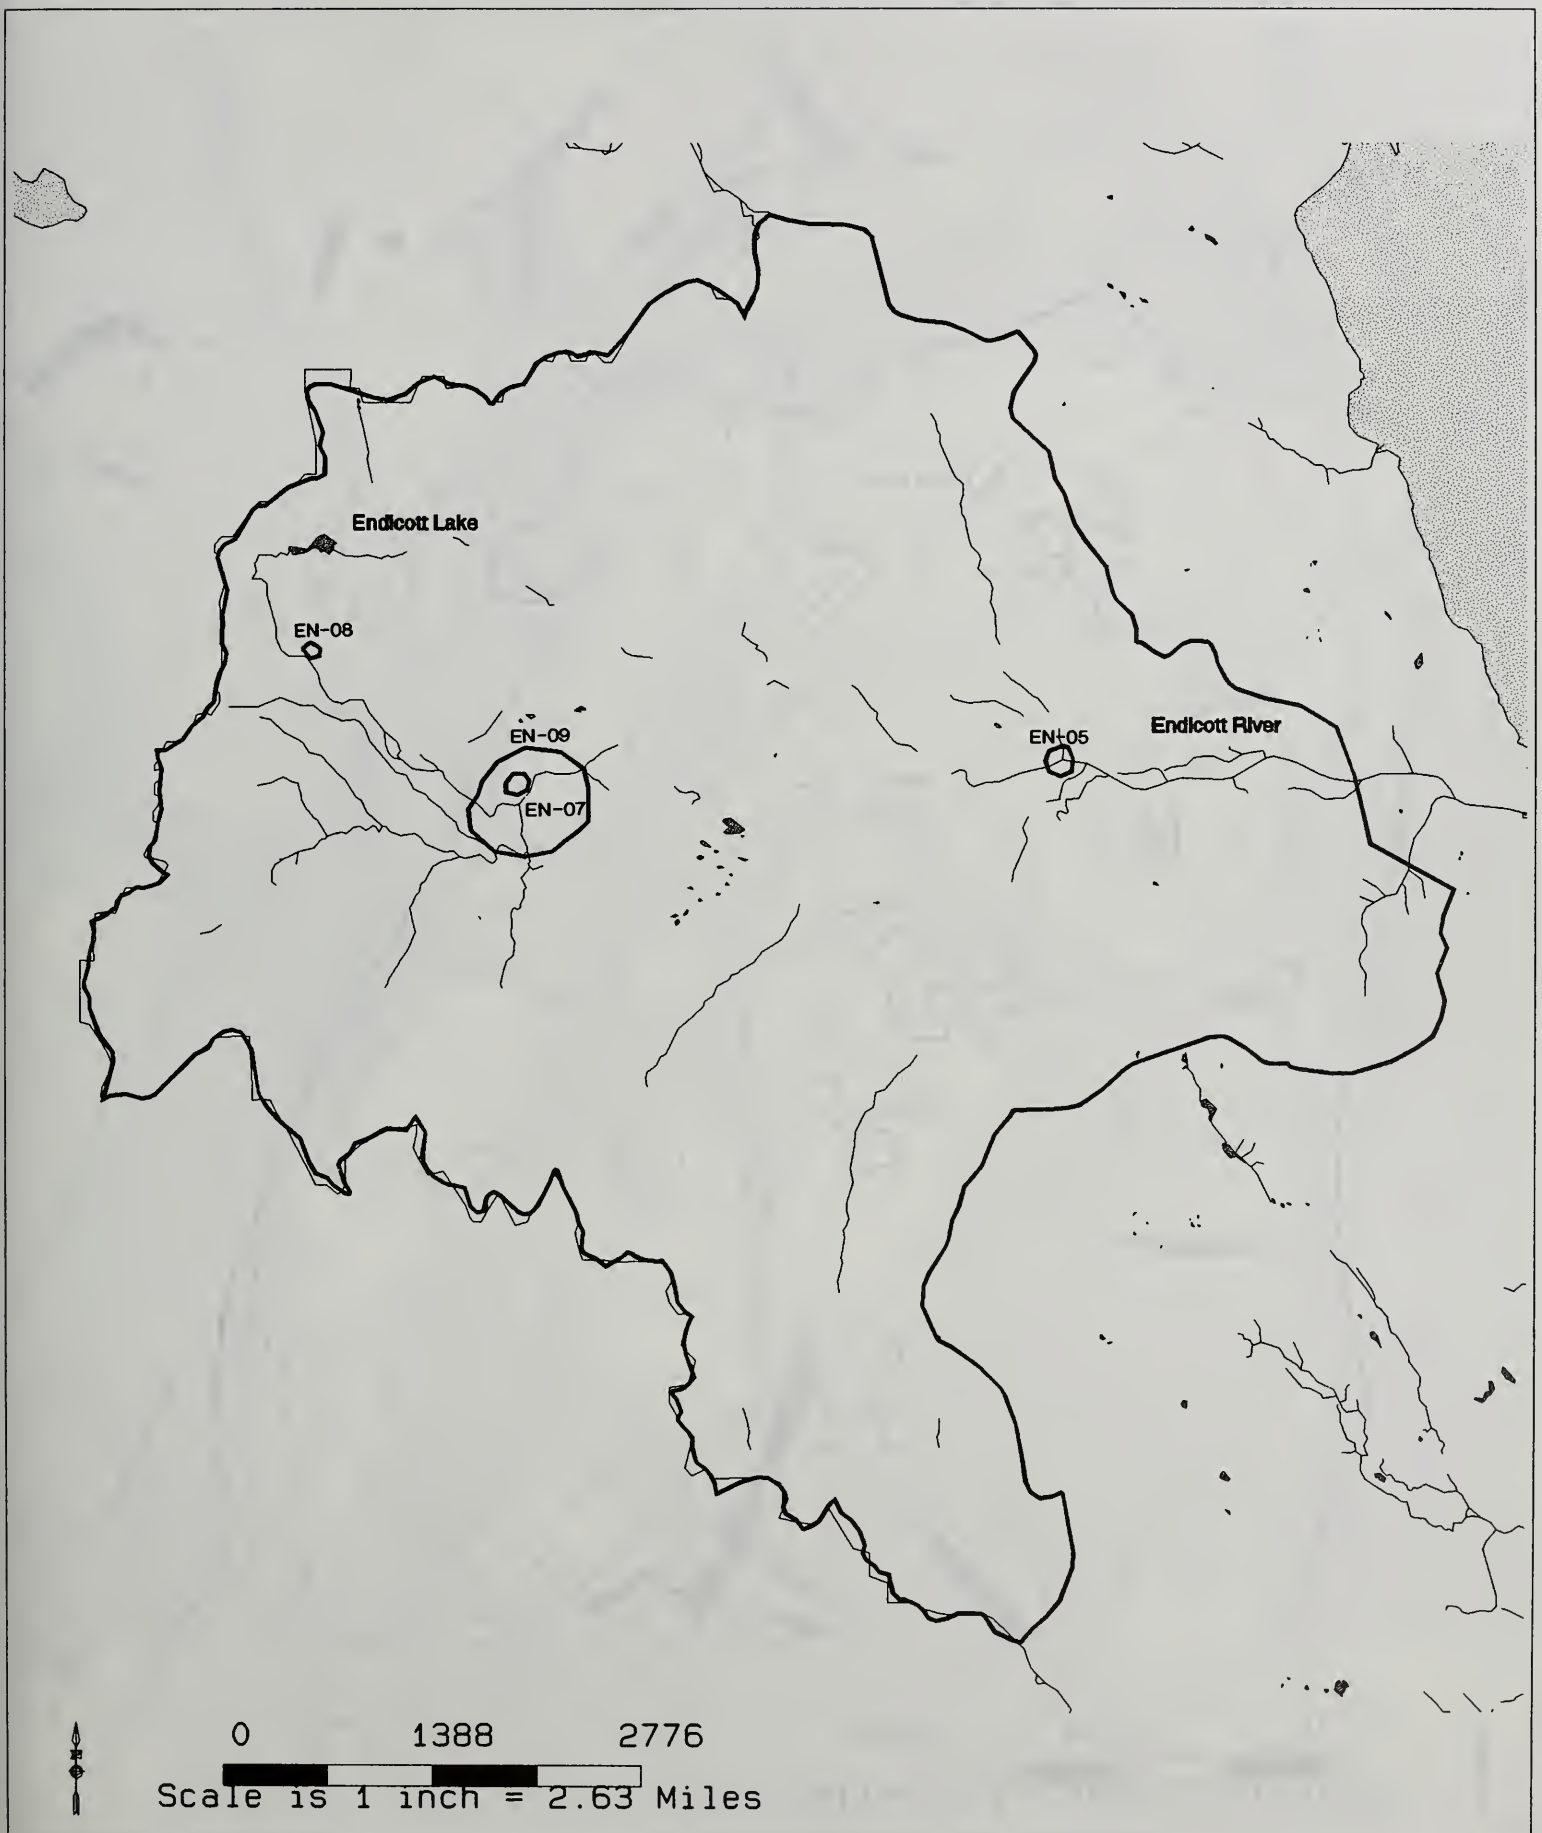 Endicott Lake
EN-08
EN-09
EN-07
EN-05
Endicott River
0 1388 2776
Scale is 1 inch = 2.63 Miles